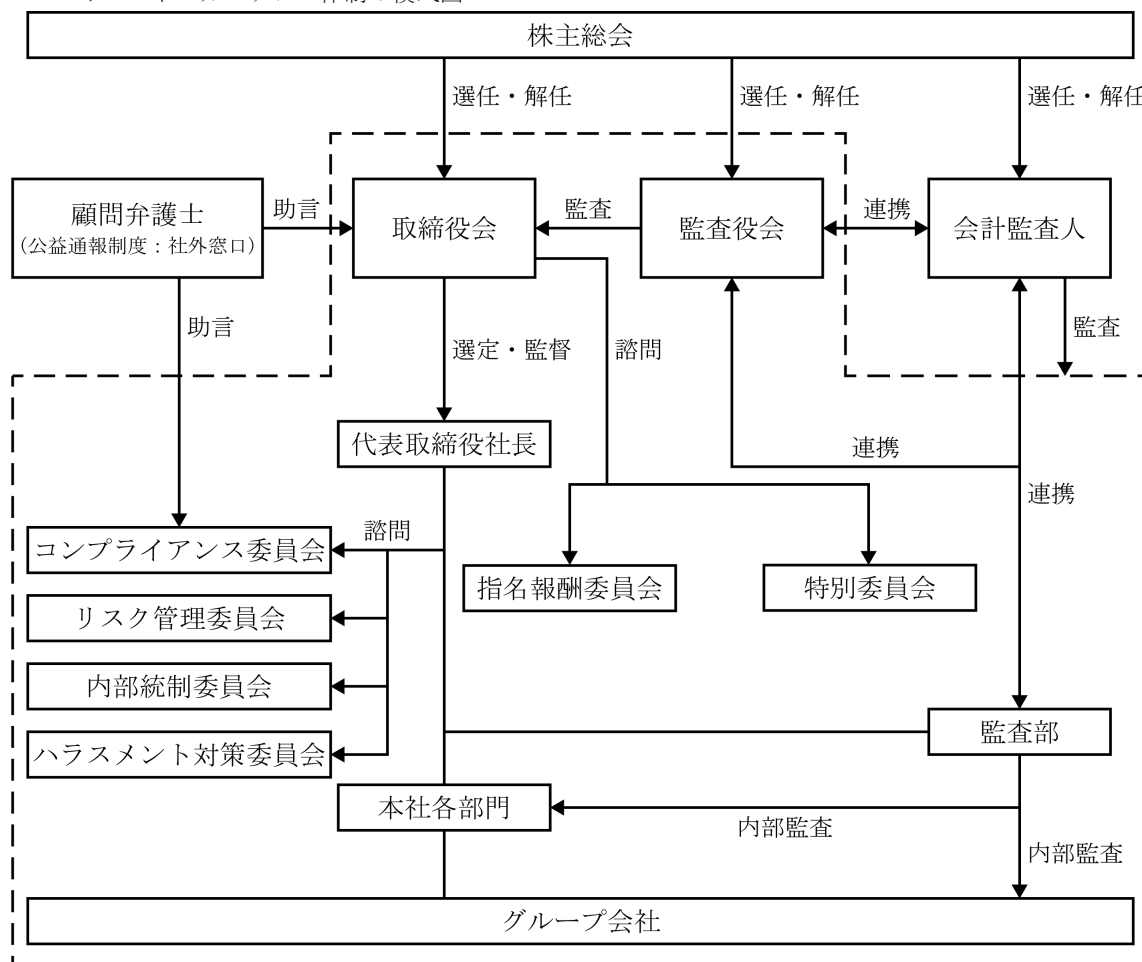 株主総会
選任・解任
選任・解任
選任・解任
顧問弁護士
(公益通報制度：社外窓口)
助言
取締役会
監査
監査役会
連携
会計監査人
助言
選定・監督
諮問
監査
代表取締役社長
連携
連携
諮問
コンプライアンス委員会
指名報酬委員会
特別委員会
リスク管理委員会
内部統制委員会
ハラスメント対策委員会
監査部
本社各部門
内部監査
内部監査
グループ会社